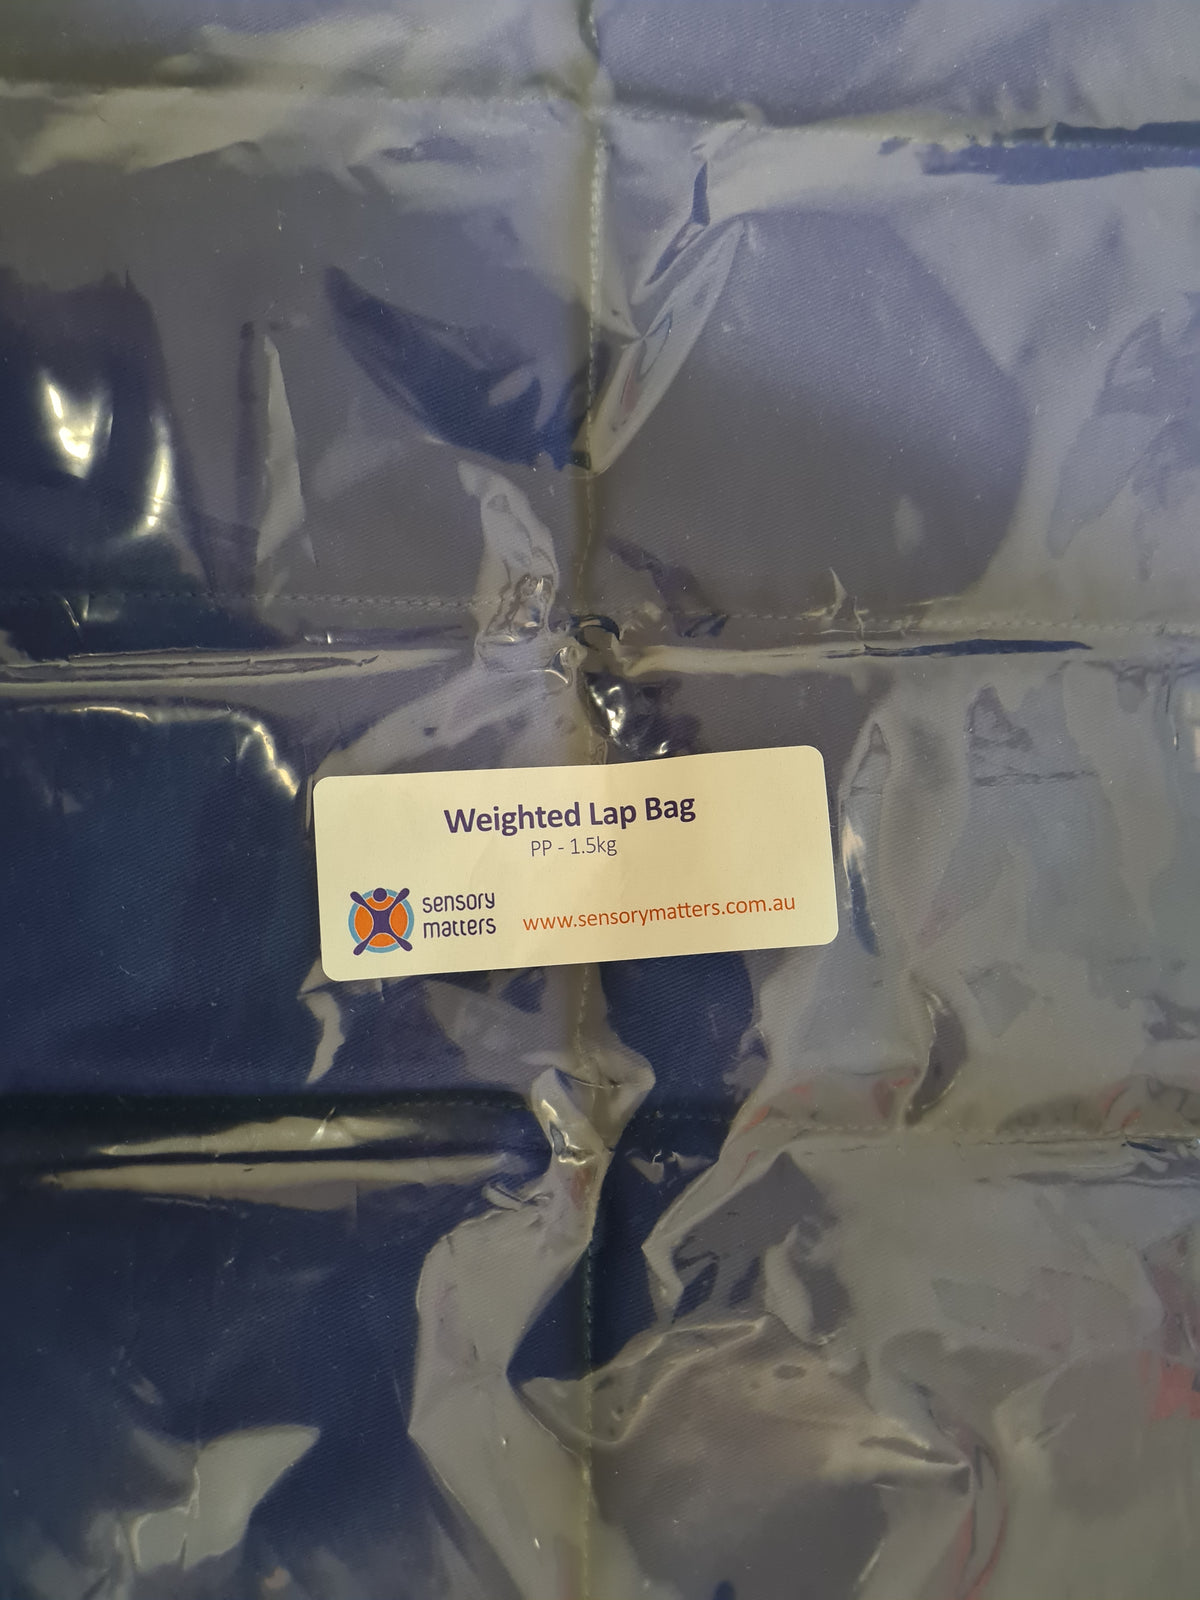 Weighted Lap Bag
PP - 1.5kg
sensory
matters
www.sensorymatters.com.au